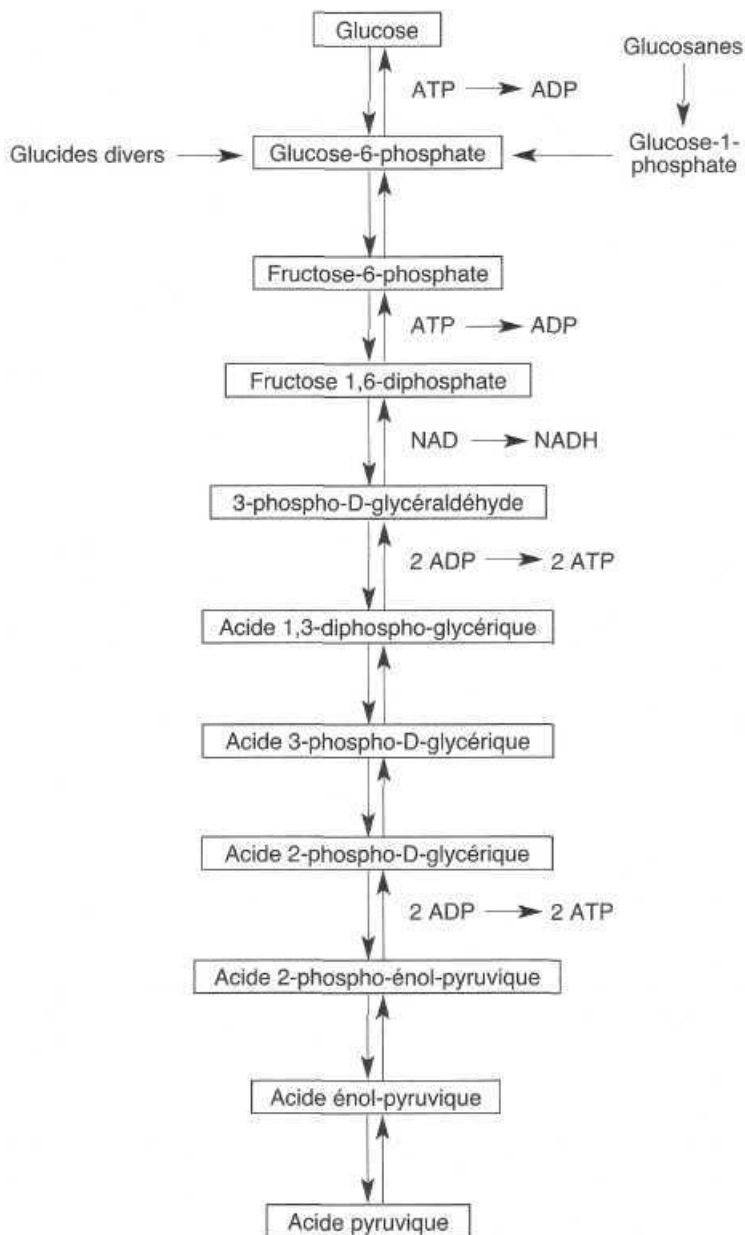 Glucose
Glucosanes
ATP → ADP
Glucides divers
Glucose-6-phosphate
Glucose-1-
phosphate
Fructose-6-phosphate
ATP → ADP
Fructose 1,6-diphosphate
NAD → NADH
3-phospho-D-glycéraldéhyde
2 ADP → 2 ATP
Acide 1,3-diphospho-glycérique
Acide 3-phospho-D-glycérique
Acide 2-phospho-D-glycérique
2 ADP → 2 ATP
Acide 2-phospho-énol-pyruvique
Acide énol-pyruvique
Acide pyruvique